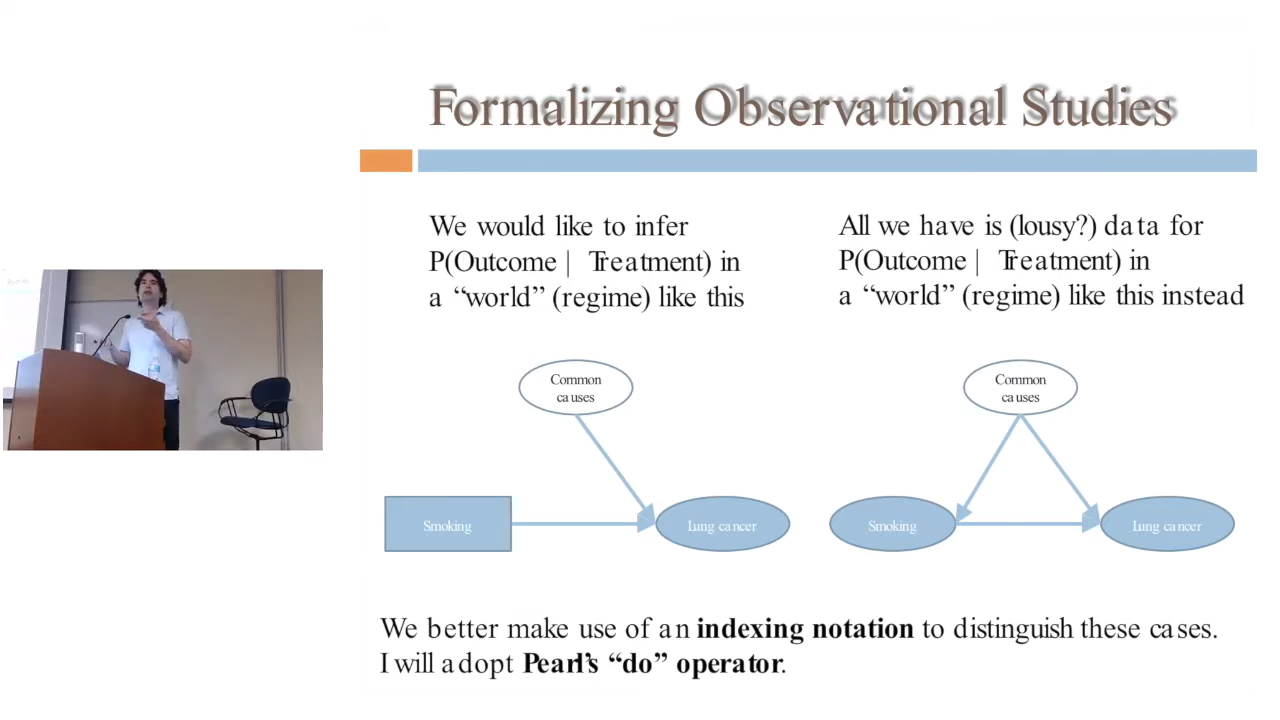 Formalizing Observational Studies
We would like to infer
P(Outcome | Treatment) in
a “world” (regime) like this
All we have is (lousy?) data for
P(Outcome | Treatment) in
a “world” (regime) like this instead
Common
causes
Smoking
Lung cancer
Common
causes
Smoking
Lung cancer
We better make use of an indexing notation to distinguish these cases.
I will adopt Pearl’s “do” operator.